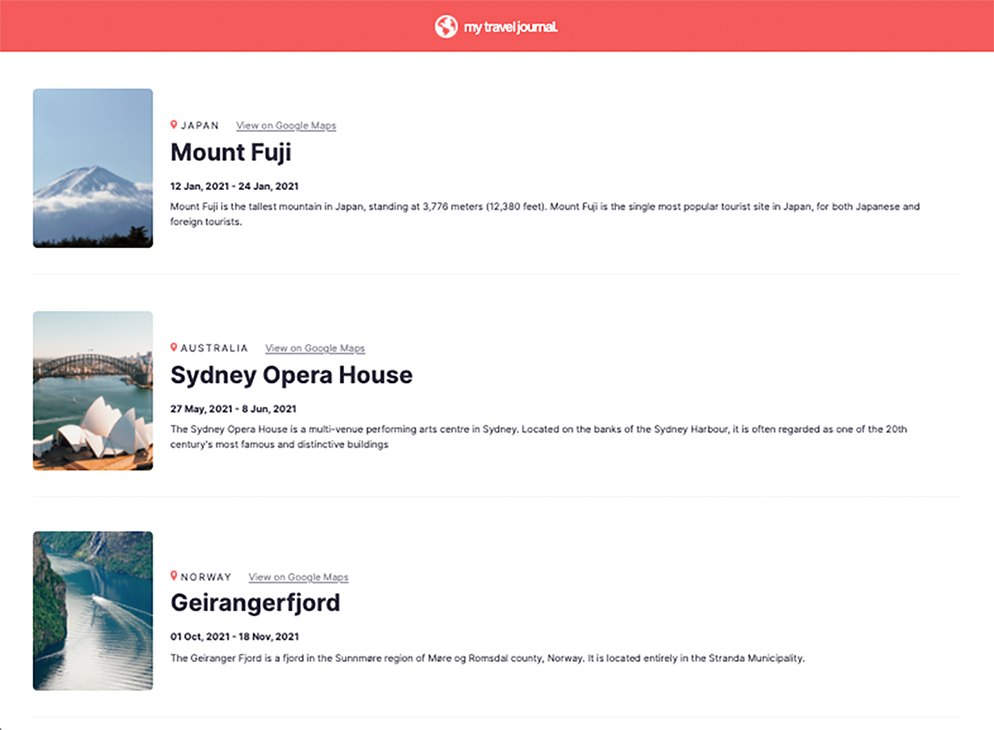 my travel journal.
JAPAN View on Google Maps
Mount Fuji
12 Jan, 2021 - 24 Jan, 2021
Mount Fuji is the tallest mountain in Japan, standing at 3,776 meters (12,380 feet). Mount Fuji is the single most popular tourist site in Japan, for both Japanese and
foreign tourists.
AUSTRALIA View on Google Maps
Sydney Opera House
27 May, 2021 - 8 Jun, 2021
The Sydney Opera House is a multi-venue performing arts centre in Sydney. Located on the banks of the Sydney Harbour, it is often regarded as one of the 20th
century's most famous and distinctive buildings
NORWAY View on Google Maps
Geirangerfjord
01 Oct, 2021 - 18 Nov, 2021
The Geiranger Fjord is a fjord in the Sunnmøre region of Møre og Romsdal county, Norway. It is located entirely in the Stranda Municipality.